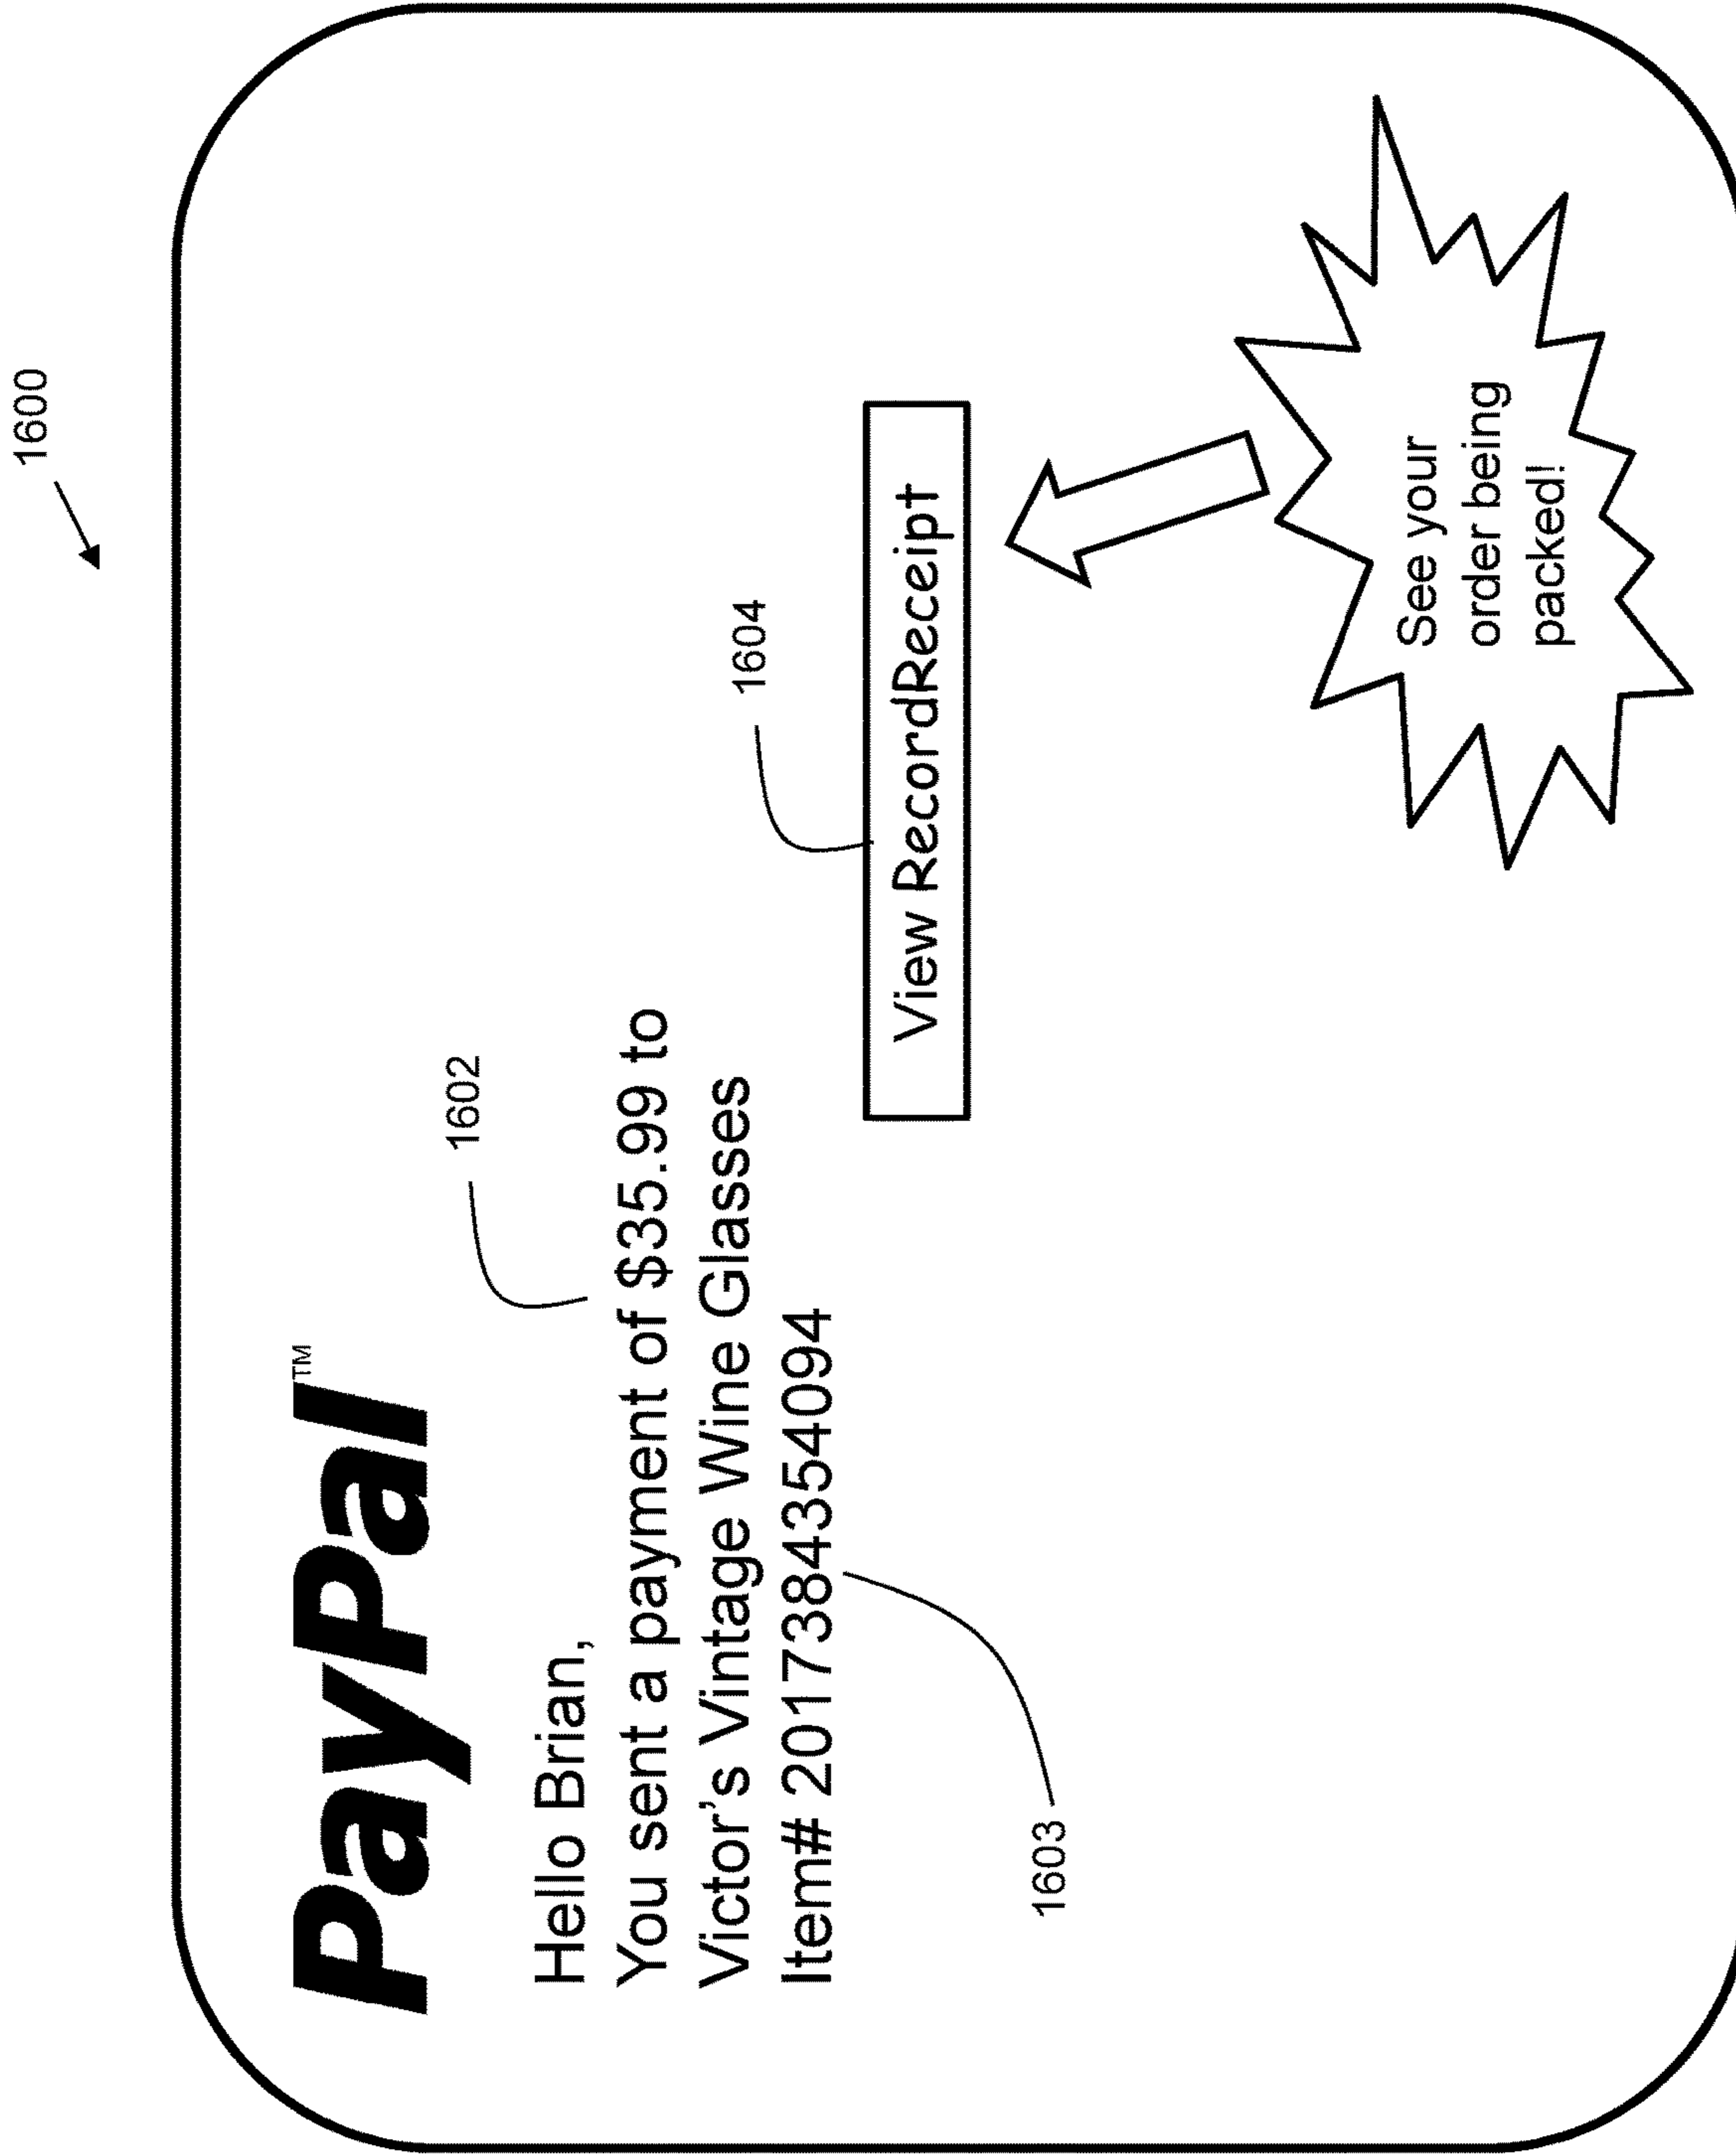 1600
PayPal™
1602
Hello Brian,
You sent a payment of $35.99 to
Victor's Vintage Wine Glasses
Item# 2017384354094
1603
1604
View RecordReceipt
See your
order being
packed!